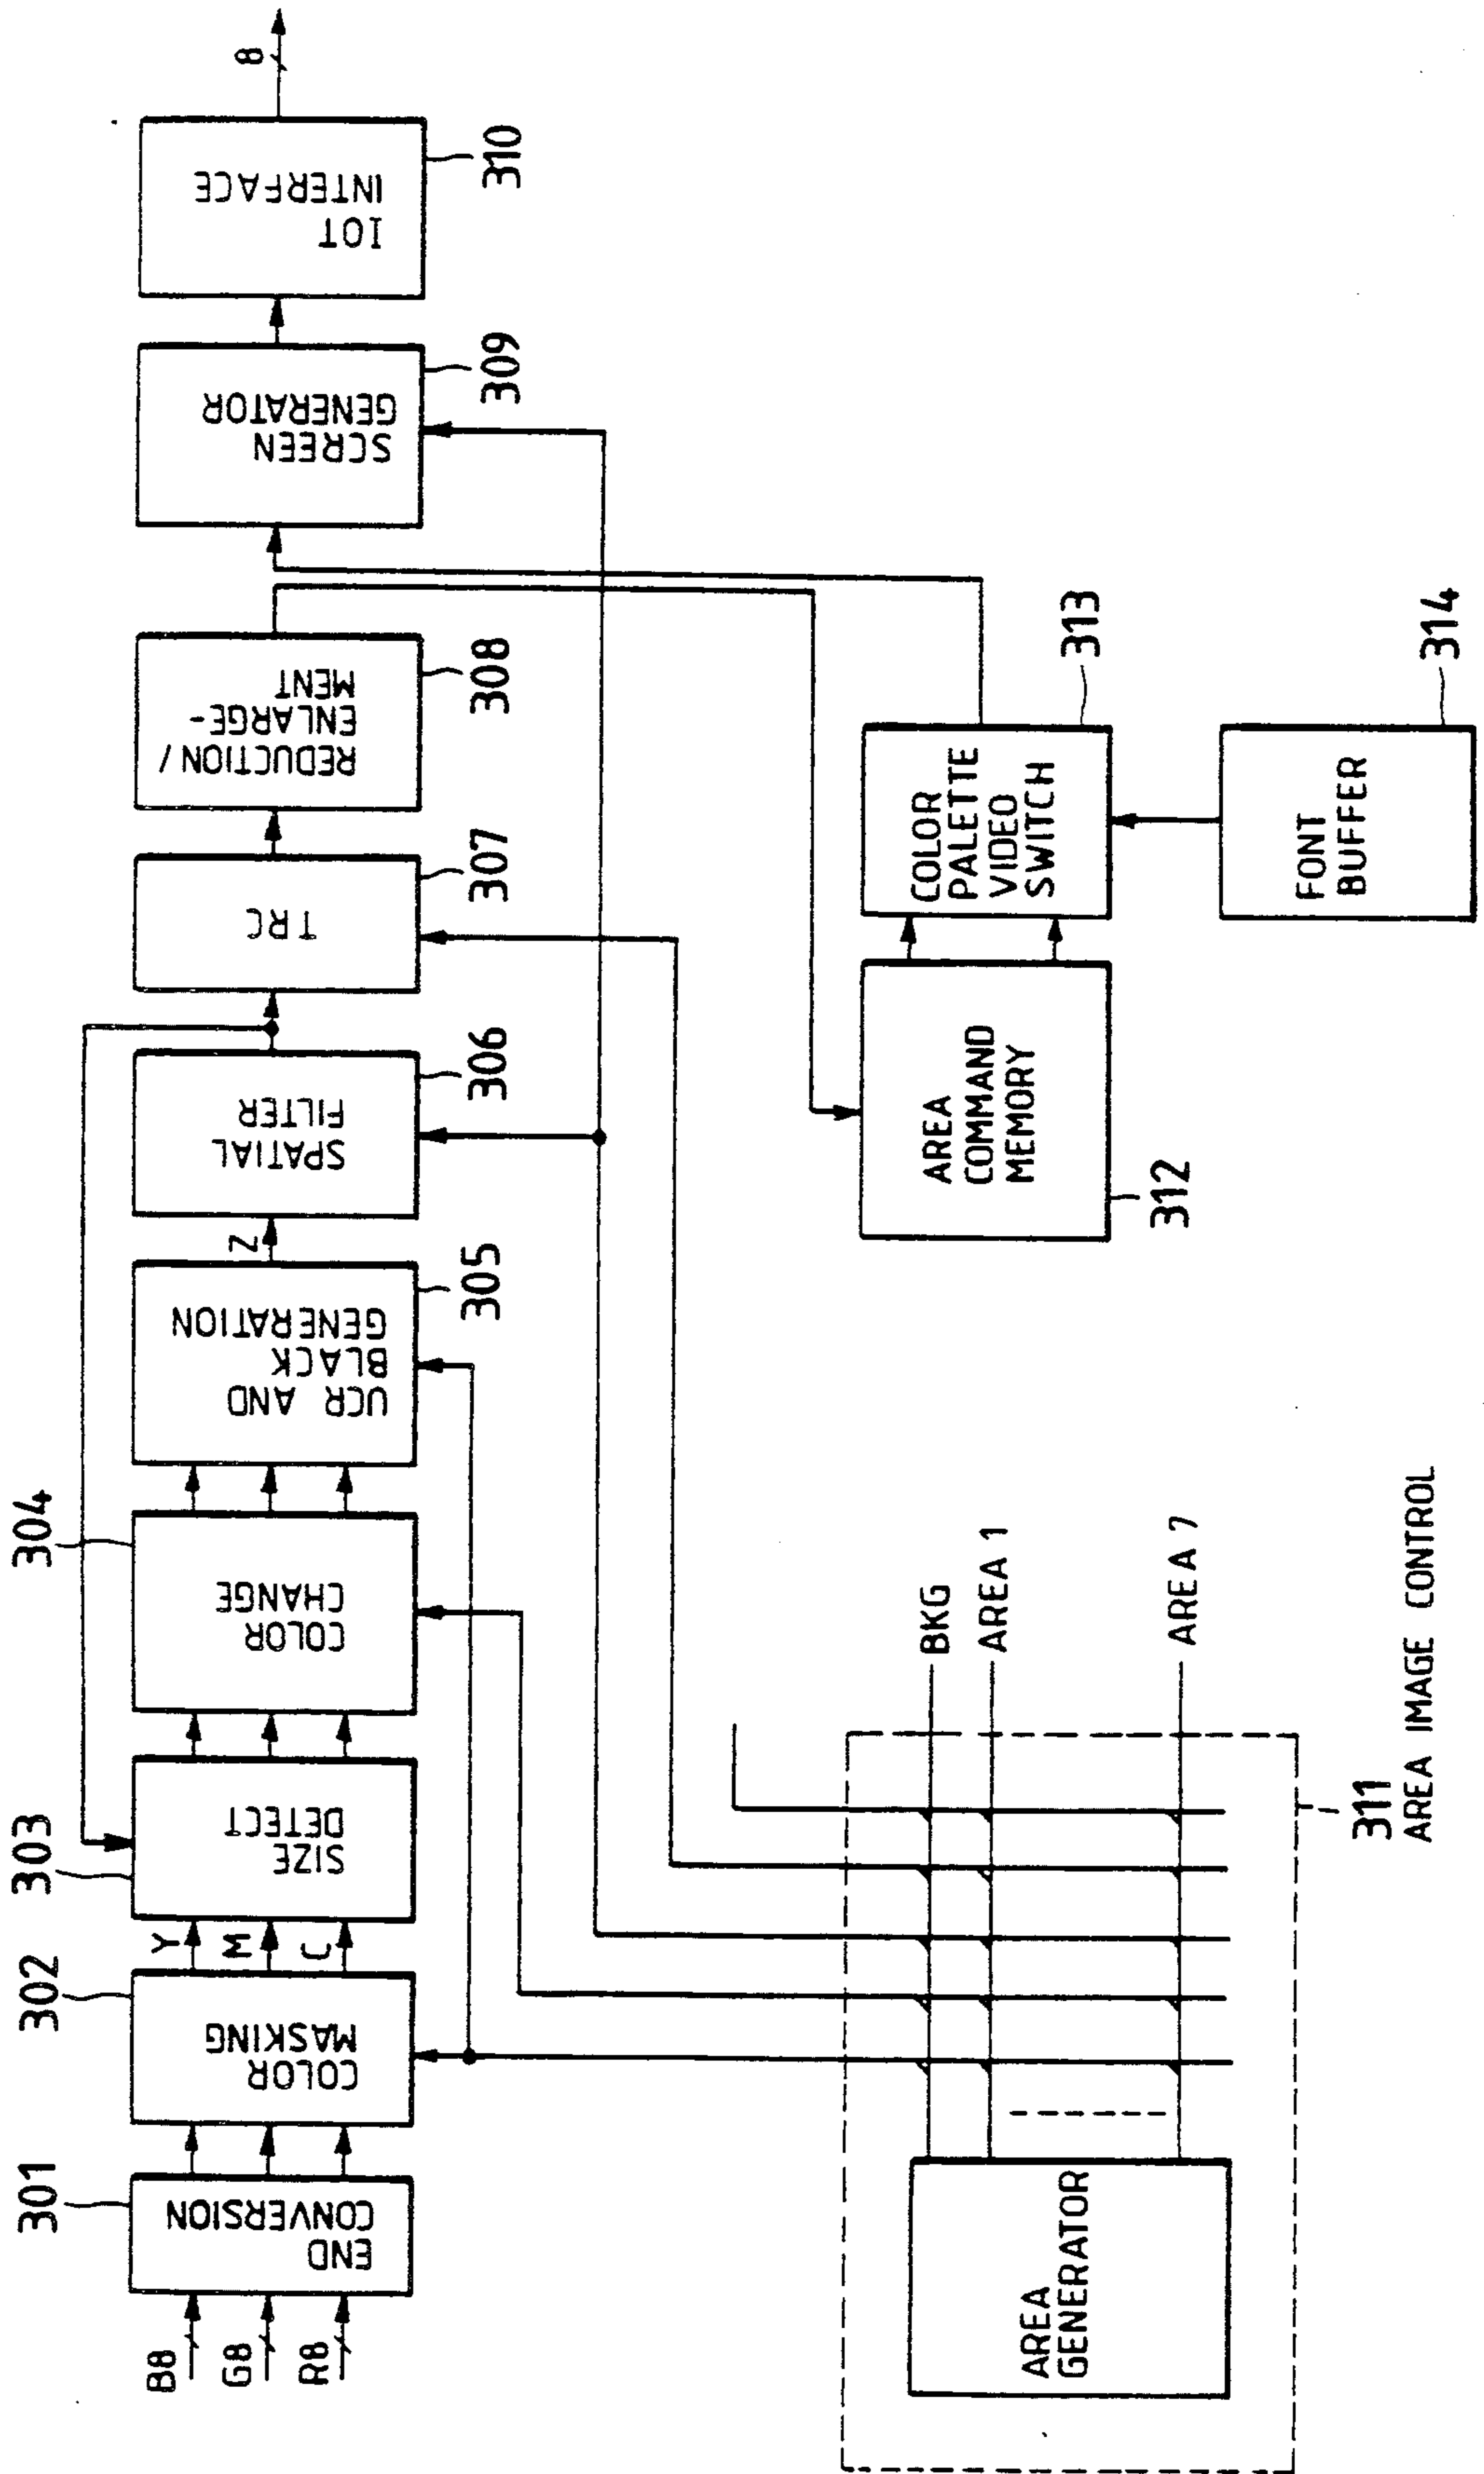 301
302
303
304
B8
G8
R8
END
CONVERSION
COLOR
MASKING
Y
M
C
SIZE
DETECT
COLOR
CHANGE
UCR AND
BLACK
GENERATION
305
Z
SPATIAL
FILTER
306
TRC
307
REDUCTION/
ENLARGE-
MENT
308
SCREEN
GENERATOR
309
IOT
INTERFACE
310
8
AREA
GENERATOR
BKG
AREA 1
AREA 7
311
AREA IMAGE CONTROL
AREA
COMMAND
MEMORY
312
COLOR
PALETTE
VIDEO
SWITCH
313
FONT
BUFFER
314